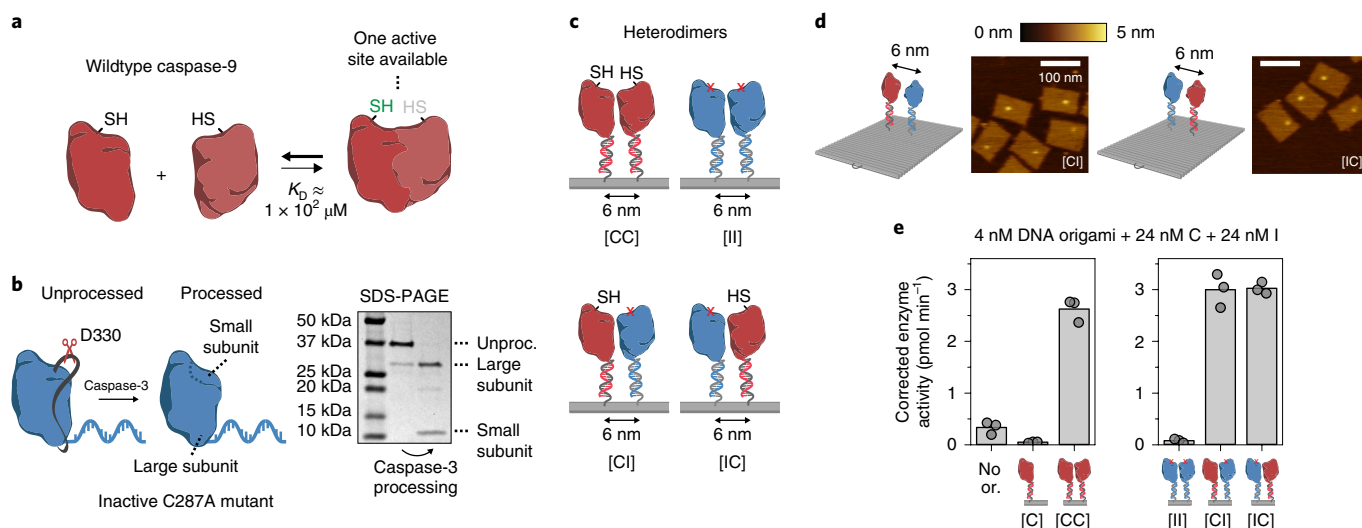 a
Wildtype caspase-9
SH
+
HS
K_D ≈
1 × 10² μM
One active
site available
SH HS
b
Unprocessed
Processed
D330
Small
subunit
Caspase-3
Large subunit
Inactive C287A mutant
SDS-PAGE
50 kDa
37 kDa
25 kDa
20 kDa
15 kDa
10 kDa
Unproc.
Large
subunit
Small
subunit
Caspase-3
processing
c
Heterodimers
SH HS
x x
6 nm 6 nm
[CC] [II]
SH x
x HS
6 nm 6 nm
[CI] [IC]
d
0 nm 5 nm
6 nm
100 nm
[CI]
6 nm
[IC]
e
4 nM DNA origami + 24 nM C + 24 nM I
Corrected enzyme
activity (pmol min⁻¹)
3
2
1
0
No
or.
[C]
[CC]
3
2
1
0
[II]
[CI]
[IC]